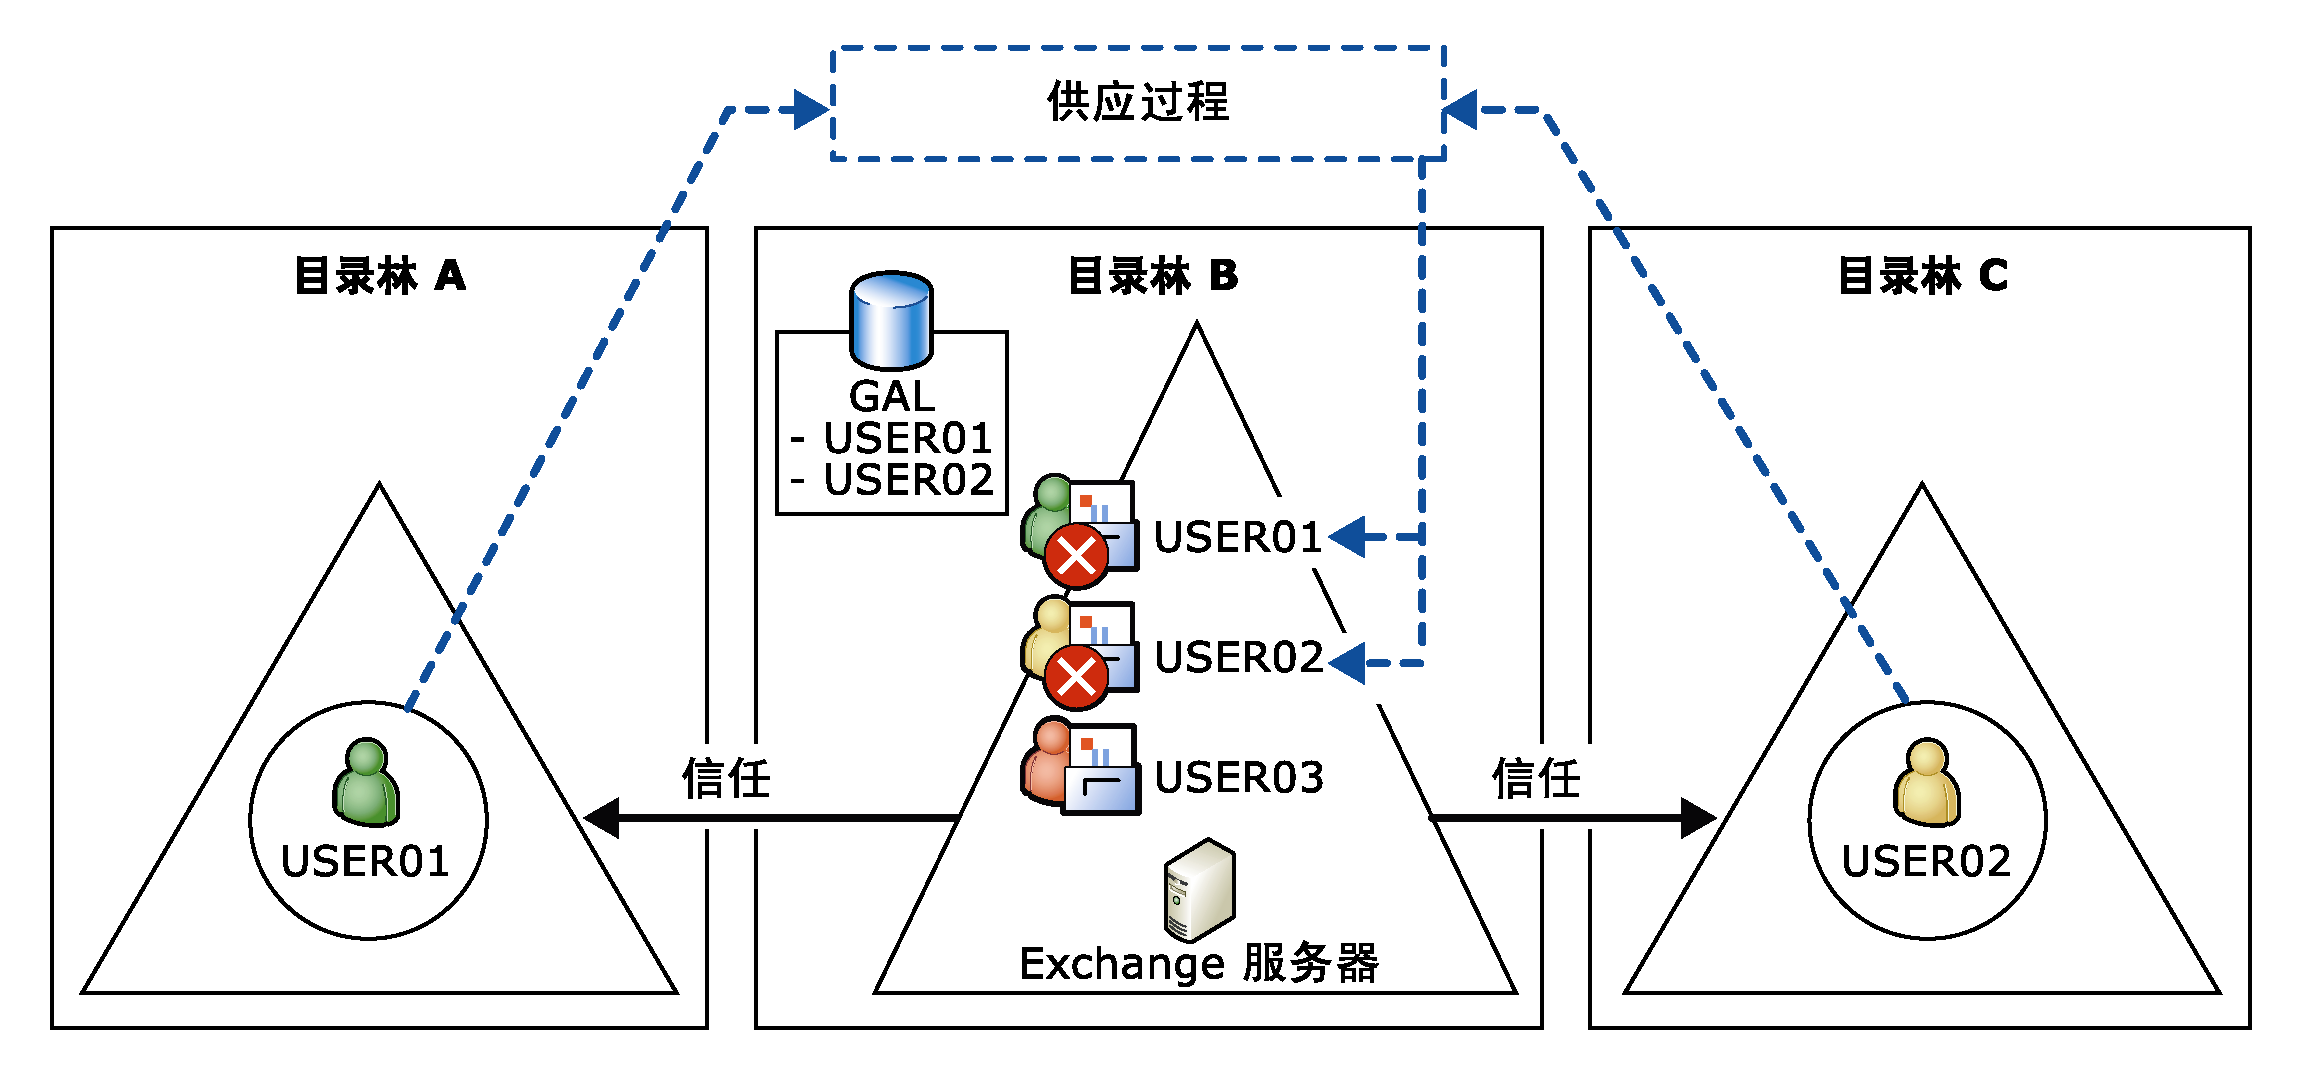 供应过程
目录林 A
目录林 B
目录林 C
GAL
- USER01
- USER02
USER01
USER02
USER03
信任
信任
USER01
USER02
Exchange 服务器